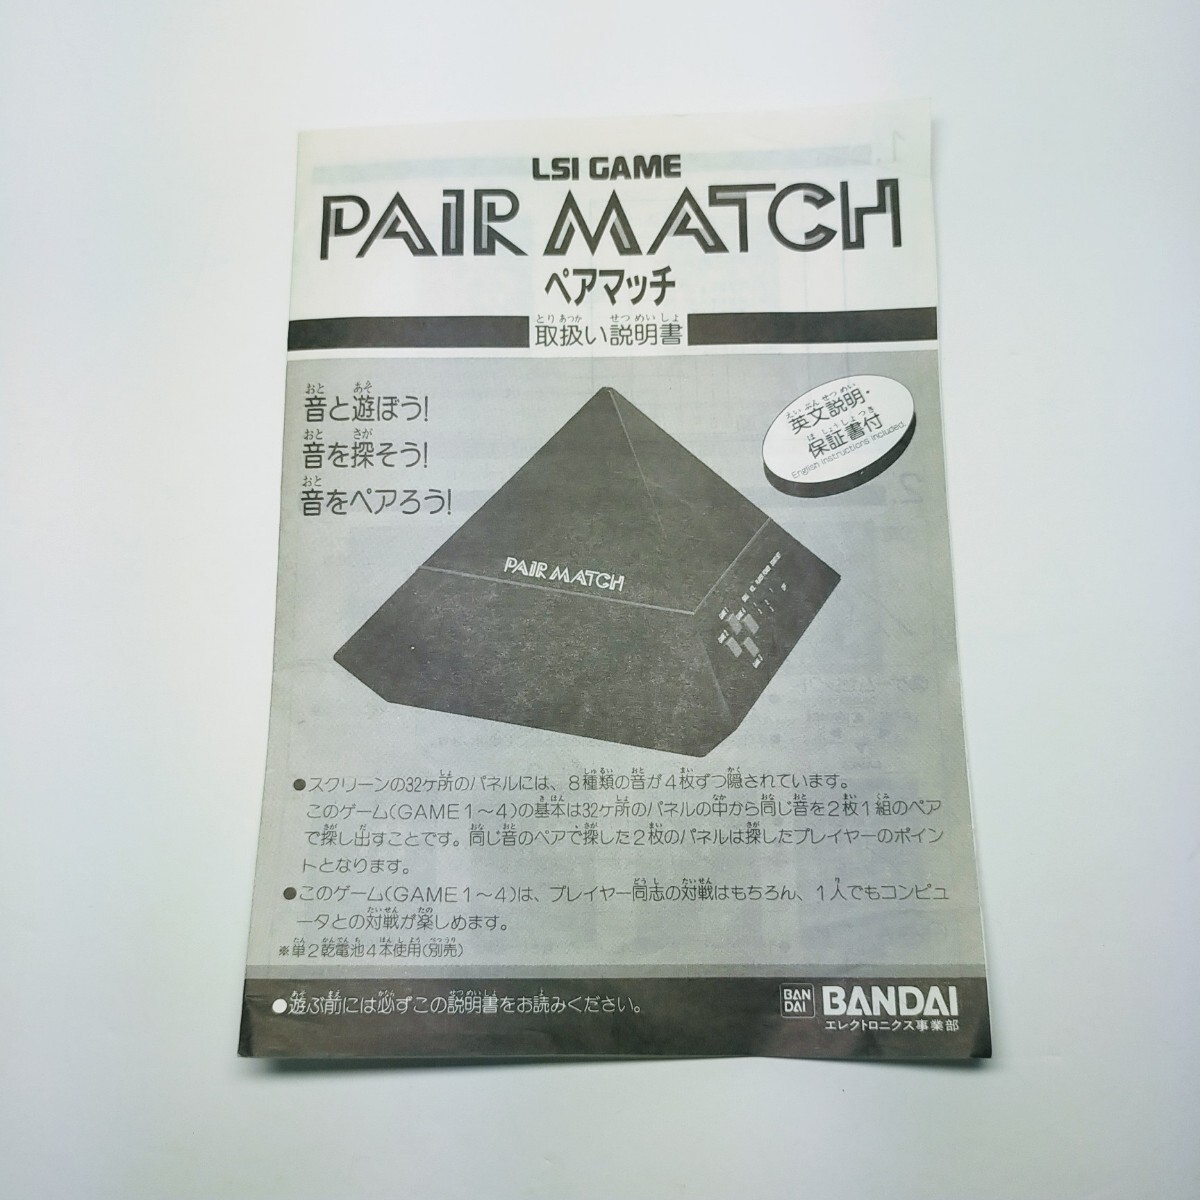 LSI GAME
PAIR MATCH
ペアマッチ
取扱い説明書
音と遊ぼう!
音を探そう!
音をペアろう!
英文説明・
保証書付
English instructions included.
PAIR MATCH
●スクリーンの32ヶ所のパネルには、8種類の音が4枚ずつ隠されています。
このゲーム(GAME1～4)の基本は32ヶ所のパネルの中から同じ音を2枚1組のペア
で探し出すことです。同じ音のペアで探した2枚のパネルは探したプレイヤーのポイン
トとなります。
●このゲーム(GAME1～4)は、プレイヤー同志の対戦はもちろん、1人でもコンピュ
ータとの対戦が楽しめます。
※単2乾電池4本使用(別売)
●遊ぶ前には必ずこの説明書をお読みください。
BAN
DAI
BANDAI
エレクトロニクス事業部